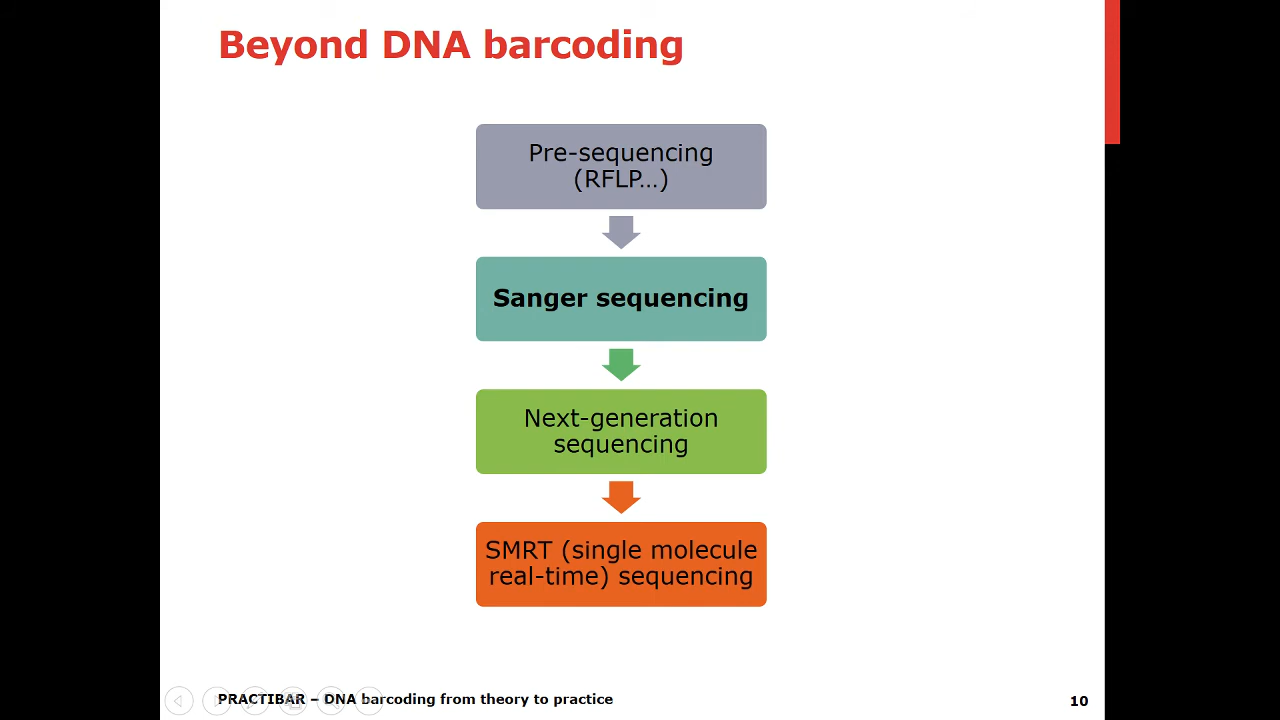 Beyond DNA barcoding
Pre-sequencing
(RFLP…)
Sanger sequencing
Next-generation
sequencing
SMRT (single molecule
real-time) sequencing
PRACTIBAR – DNA barcoding from theory to practice
10